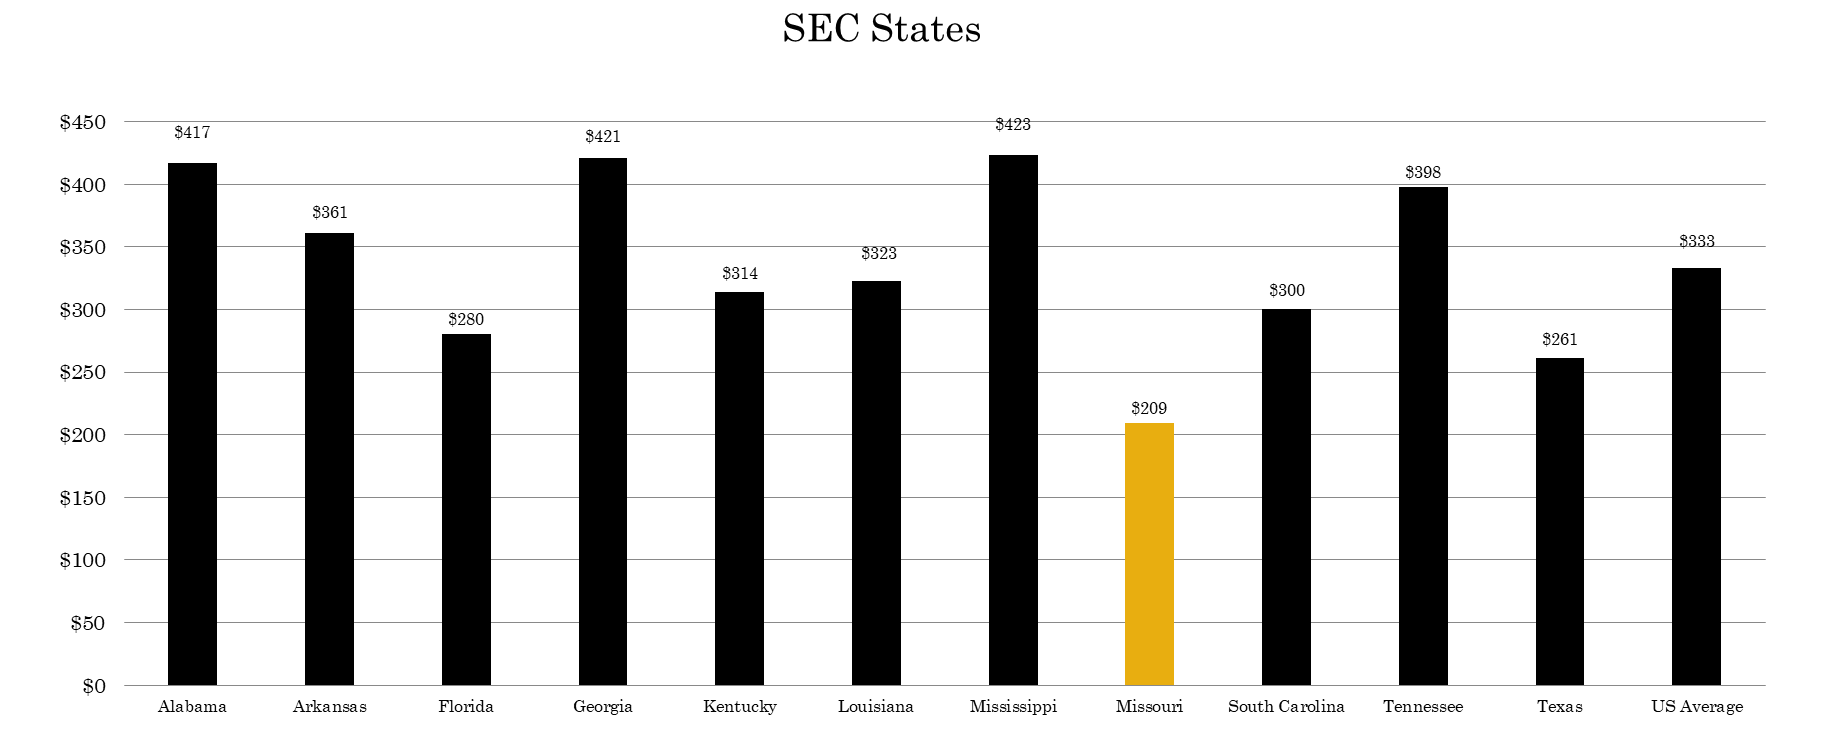 SEC States
$450
$400
$350
$300
$250
$200
$150
$100
$50
$0
$417
$361
$280
$421
$314
$323
$423
$209
$300
$398
$261
$333
Alabama
Arkansas
Florida
Georgia
Kentucky
Louisiana
Mississippi
Missouri
South Carolina
Tennessee
Texas
US Average